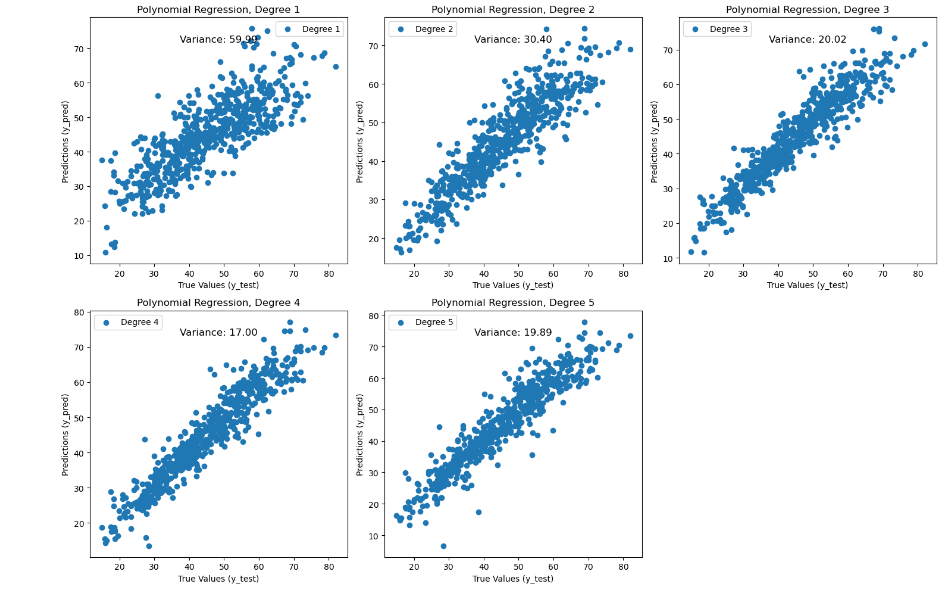 Polynomial Regression, Degree 1
Degree 1
Variance: 59.99
70
60
50
40
30
20
10
Predictions (y_pred)
20 30 40 50 60 70 80
True Values (y_test)
Polynomial Regression, Degree 2
Degree 2
Variance: 30.40
70
60
50
40
30
20
Predictions (y_pred)
20 30 40 50 60 70 80
True Values (y_test)
Polynomial Regression, Degree 3
Degree 3
Variance: 20.02
70
60
50
40
30
20
10
Predictions (y_pred)
20 30 40 50 60 70 80
True Values (y_test)
Polynomial Regression, Degree 4
Degree 4
Variance: 17.00
80
70
60
50
40
30
20
Predictions (y_pred)
20 30 40 50 60 70 80
True Values (y_test)
Polynomial Regression, Degree 5
Degree 5
Variance: 19.89
80
70
60
50
40
30
20
10
Predictions (y_pred)
20 30 40 50 60 70 80
True Values (y_test)